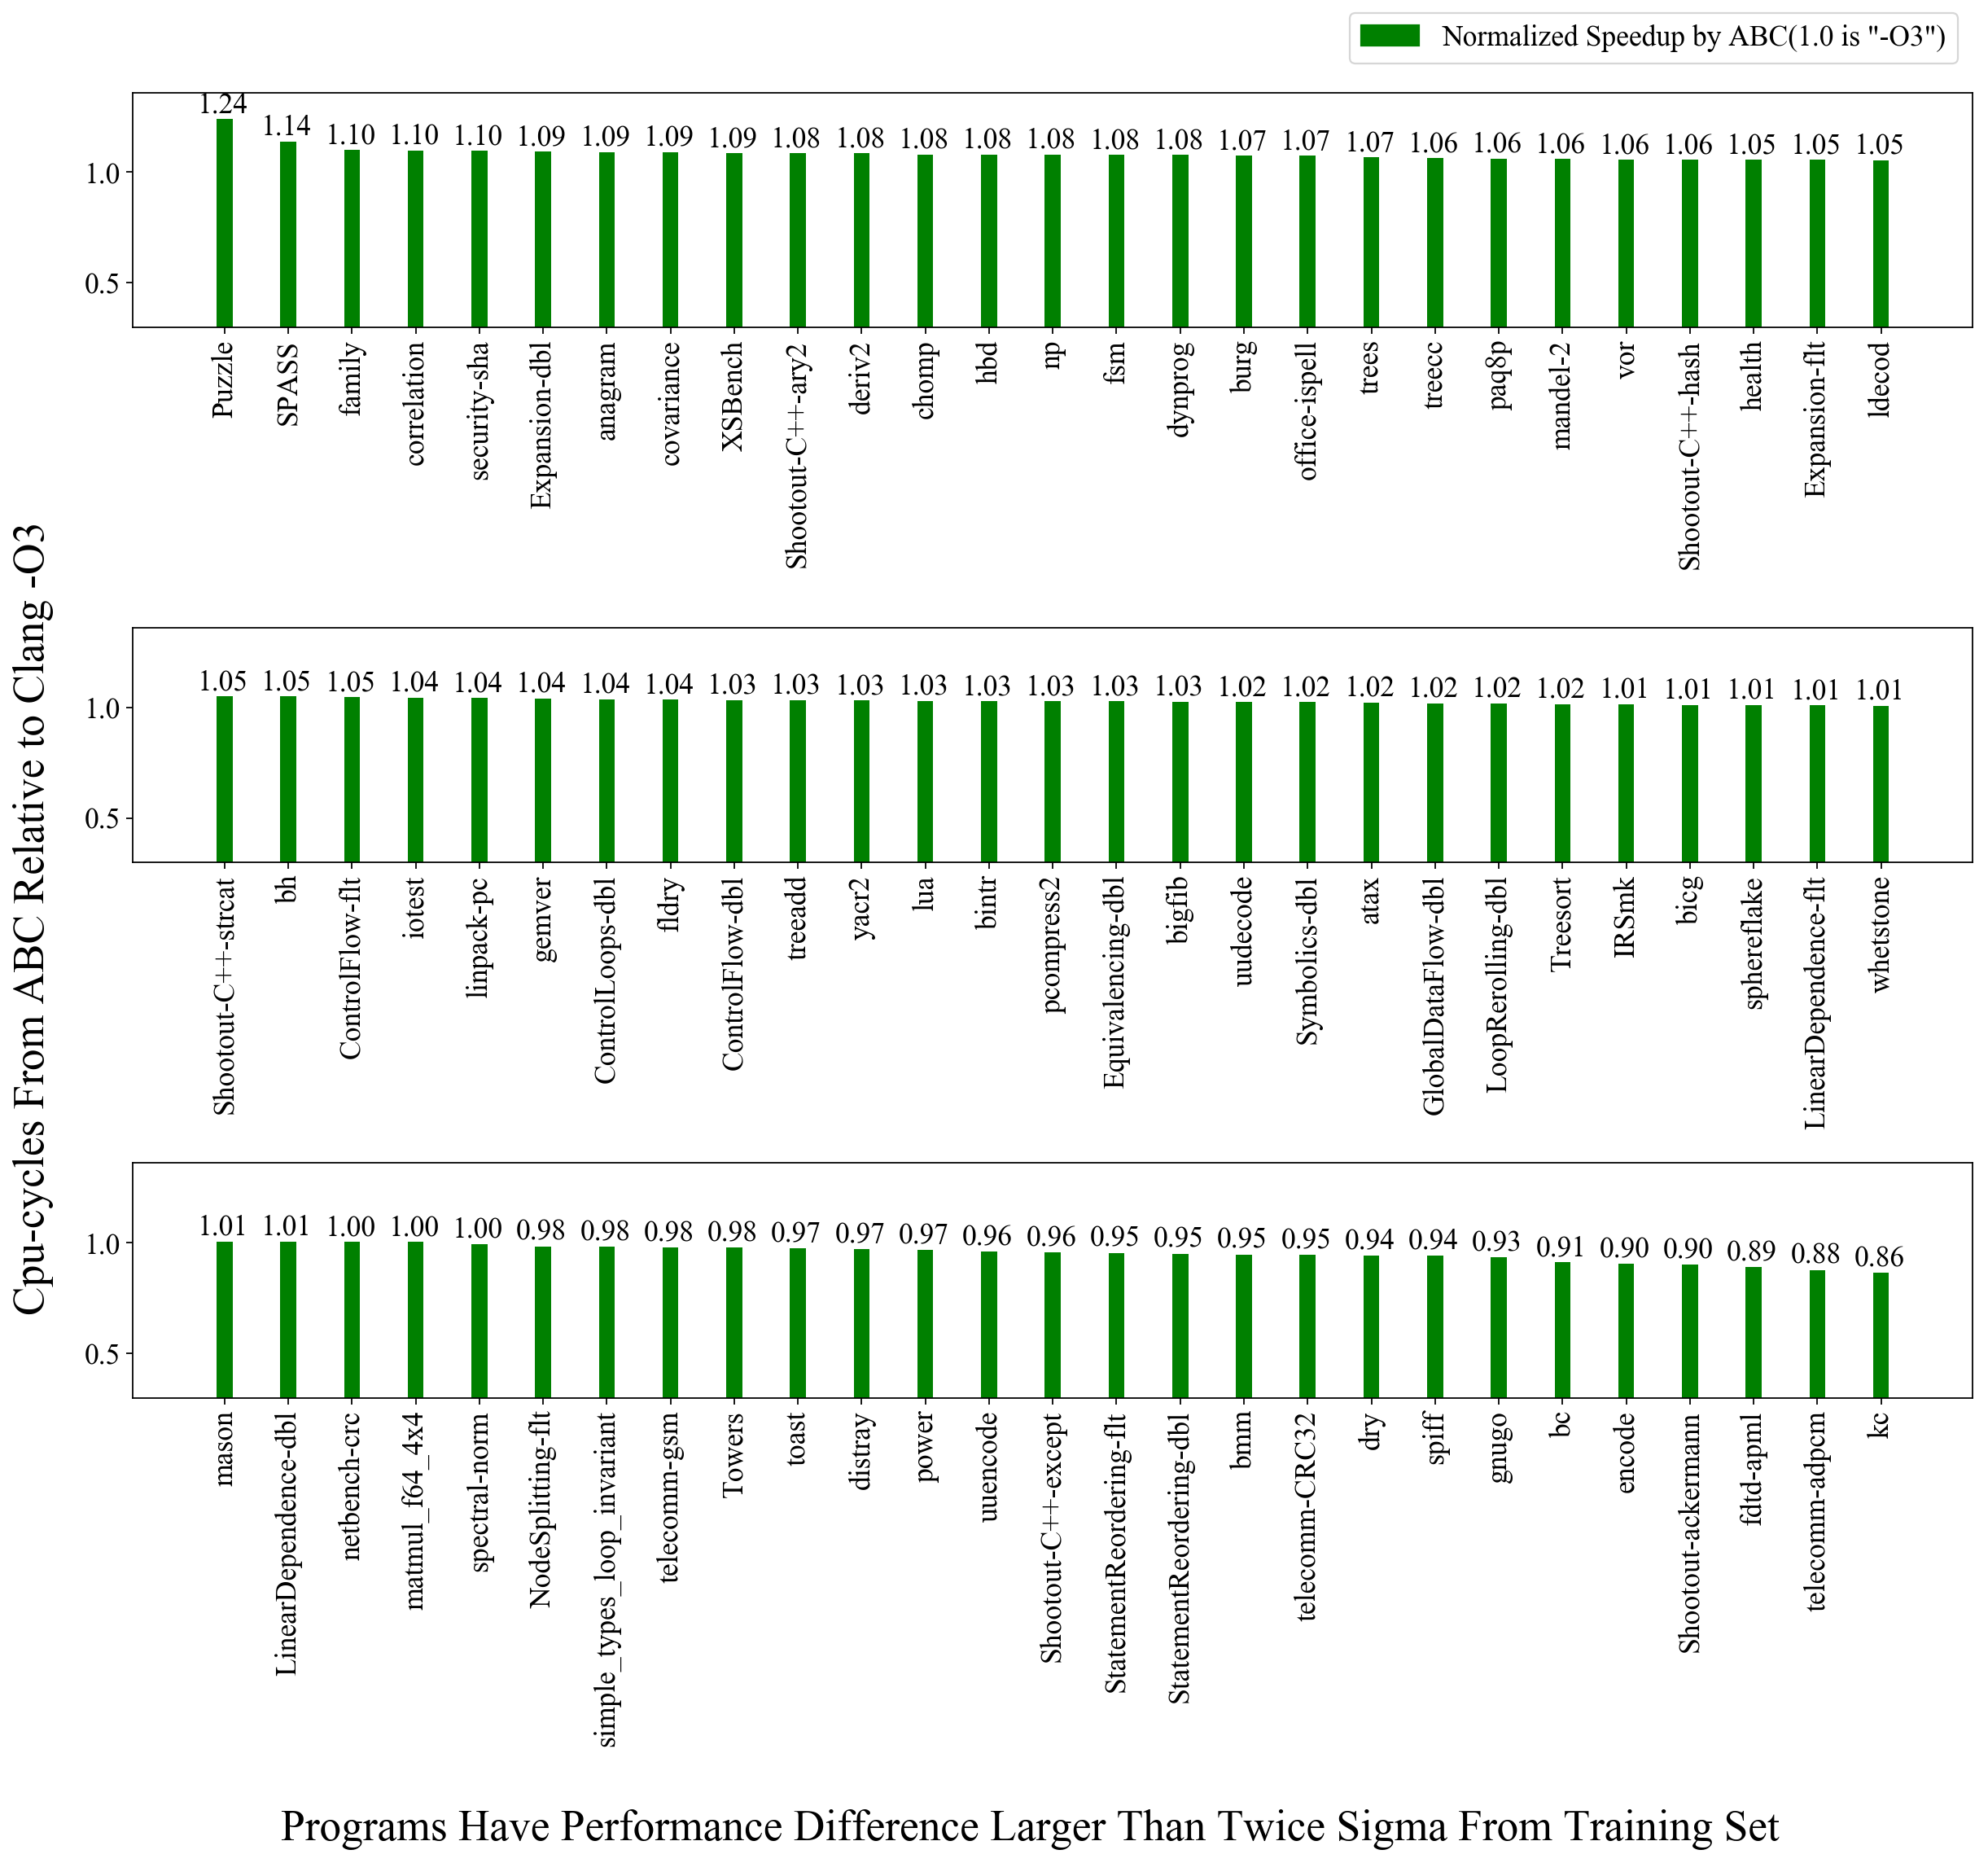 Normalized Speedup by ABC(1.0 is "-O3")
1.24 1.14 1.10 1.10 1.10 1.09 1.09 1.09 1.09 1.08 1.08 1.08 1.08 1.08 1.08 1.08 1.07 1.07 1.07 1.06 1.06 1.06 1.06 1.06 1.05 1.05 1.05
1.0
0.5
Puzzle
SPASS
family
correlation
security-sha
Expansion-dbl
anagram
covariance
XSBench
Shootout-C++-ary2
deriv2
chomp
hbd
np
fsm
dynprog
burg
office-ispell
trees
treecc
paq8p
mandel-2
vor
Shootout-C++-hash
health
Expansion-flt
ldecod
Cpu-cycles From ABC Relative to Clang -O3
1.05 1.05 1.05 1.04 1.04 1.04 1.04 1.04 1.03 1.03 1.03 1.03 1.03 1.03 1.03 1.03 1.02 1.02 1.02 1.02 1.02 1.02 1.01 1.01 1.01 1.01 1.01
1.0
0.5
Shootout-C++-strcat
bh
ControlFlow-flt
iotest
linpack-pc
genver
ControlLoops-dbl
fldry
ControlFlow-dbl
treeadd
yacr2
lua
bintr
pcompress2
Equivalencing-dbl
bigfib
uudecode
Symbolics-dbl
atax
GlobalDataFlow-dbl
LoopRerolling-dbl
Treesort
IRSmk
bicg
sphereflake
LinearDependence-flt
whetstone
1.01 1.01 1.00 1.00 1.00 0.98 0.98 0.98 0.98 0.97 0.97 0.97 0.96 0.96 0.95 0.95 0.95 0.95 0.94 0.94 0.93 0.91 0.90 0.90 0.89 0.88 0.86
1.0
0.5
mason
LinearDependence-dbl
netbench-crc
matmul_f64_4x4
spectral-norm
NodeSplitting-flt
simple_types_loop_invariant
telecomm-gsm
Towers
toast
distray
power
uuencode
Shootout-C++-except
StatementReordering-flt
StatementReordering-dbl
bmm
telecomm-CRC32
dry
spiff
gnugo
bc
encode
Shootout-ackermann
fdtd-apml
telecomm-adpcm
kc
Programs Have Performance Difference Larger Than Twice Sigma From Training Set